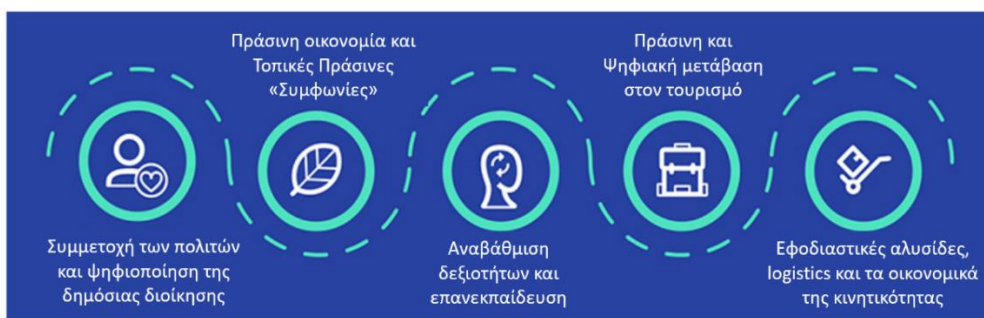 Πράσινη οικονομία και
Τοπικές Πράσινες
«Συμφωνίες»
Πράσινη και
Ψηφιακή μετάβαση
στον τουρισμό
Συμμετοχή των πολιτών
και ψηφιοποίηση της
δημόσιας διοίκησης
Αναβάθμιση
δεξιοτήτων και
επανεκπαίδευση
Εφοδιαστικές αλυσίδες,
logistics και τα οικονομικά
της κινητικότητας